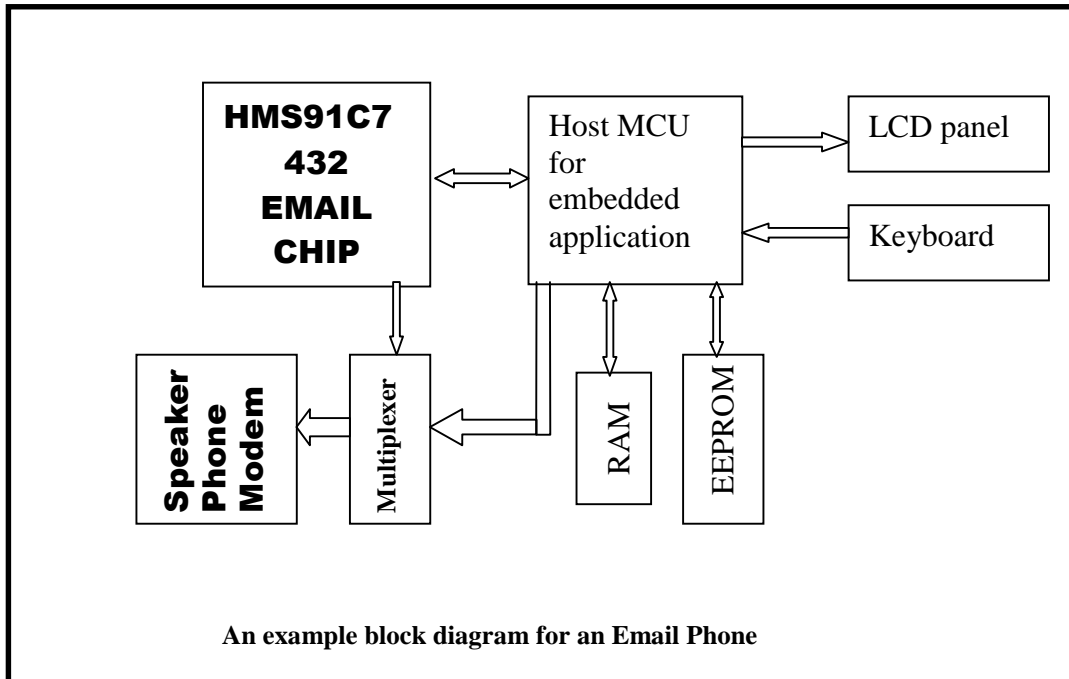 HMS91C7
432
EMAIL
CHIP
Host MCU
for
embedded
application
LCD panel
Keyboard
Speaker
Phone
Modem
Multiplexer
RAM
EEPROM
An example block diagram for an Email Phone